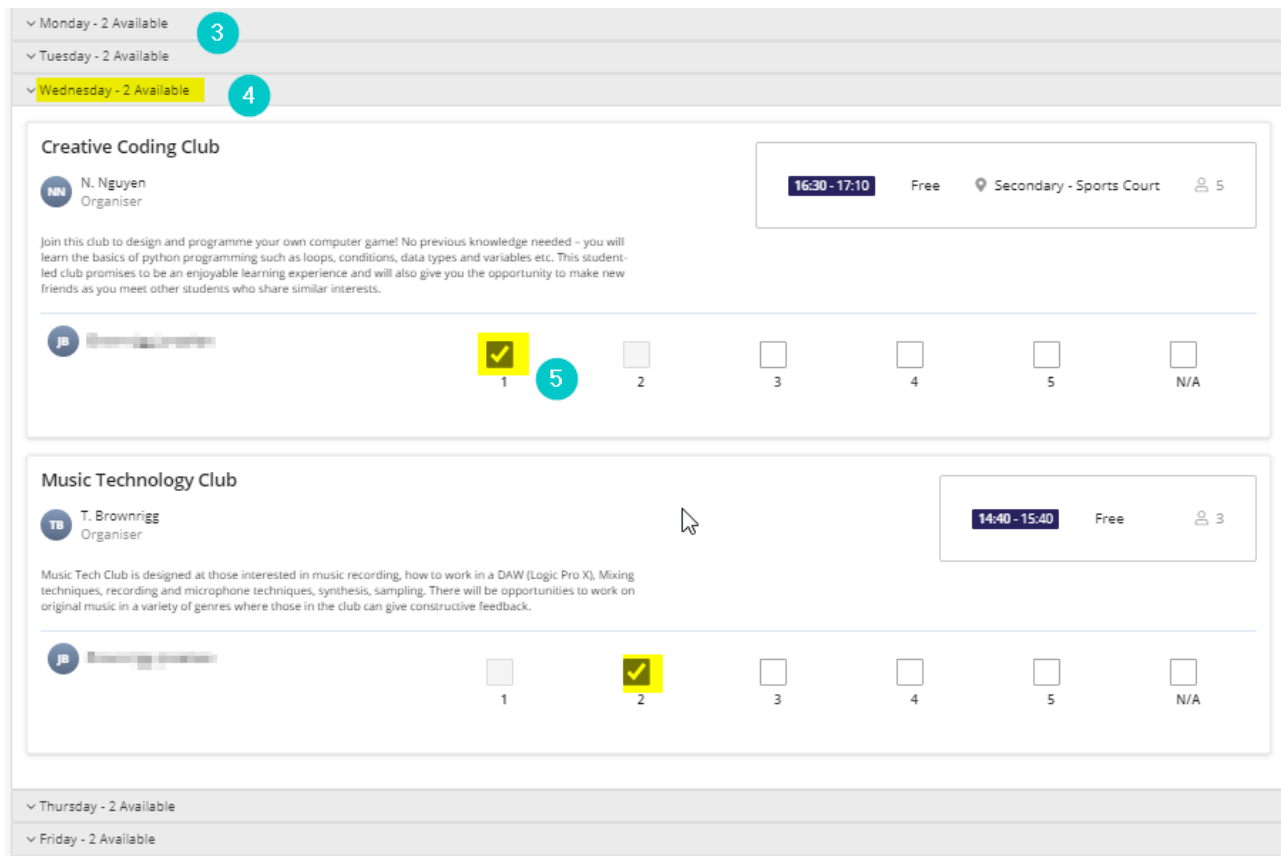 Monday - 2 Available
3
Tuesday - 2 Available
Wednesday - 2 Available
4
Creative Coding Club
NN
N. Nguyen
Organiser
16:30 - 17:10 Free Secondary - Sports Court 5
Join this club to design and programme your own computer game! No previous knowledge needed – you will
learn the basics of python programming such as loops, conditions, data types and variables etc. This student-
led club promises to be an enjoyable learning experience and will also give you the opportunity to make new
friends as you meet other students who share similar interests.
JB
5
1 2 3 4 5 N/A
Music Technology Club
TB
T. Brownrigg
Organiser
14:40 - 15:40 Free 3
Music Tech Club is designed at those interested in music recording, how to work in a DAW (Logic Pro X), Mixing
techniques, recording and microphone techniques, synthesis, sampling. There will be opportunities to work on
original music in a variety of genres where those in the club can give constructive feedback.
JB
1 2 3 4 5 N/A
Thursday - 2 Available
Friday - 2 Available